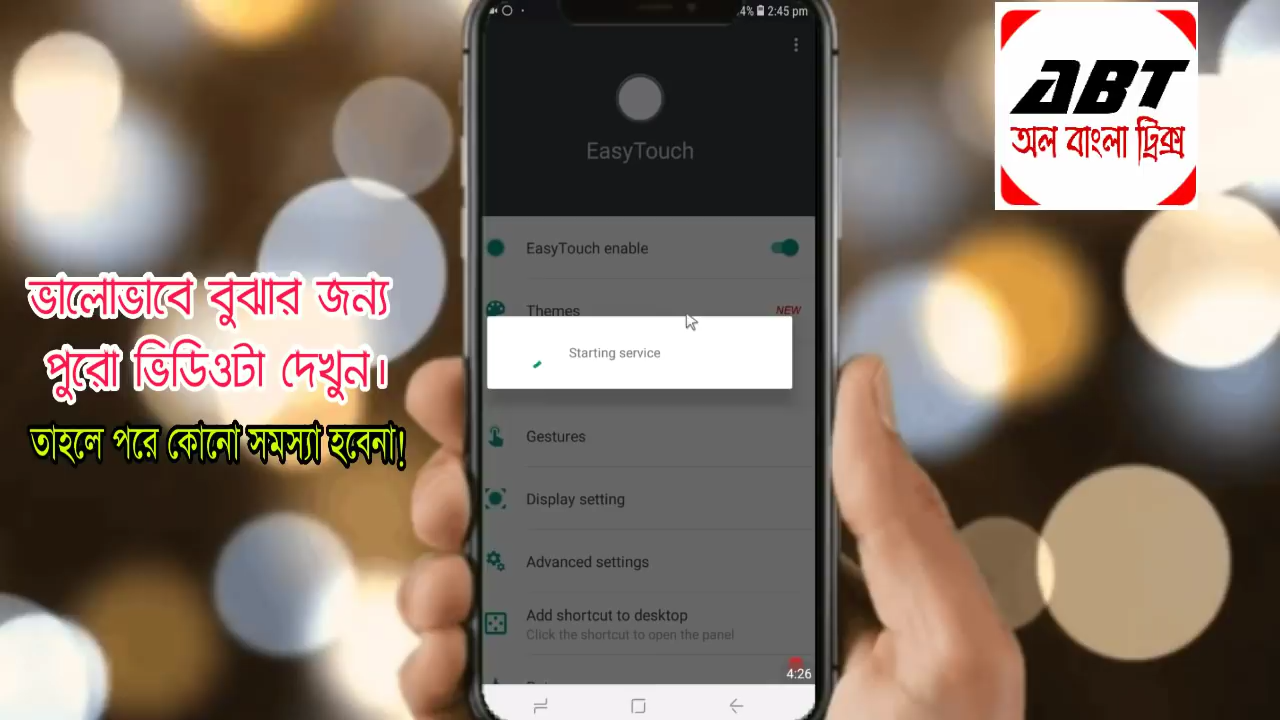 4% 2:45 pm
ABT
অল বাংলা ট্রিক্স
EasyTouch
EasyTouch enable
Themes
NEW
ভালোভাবে বুঝার জন্য
পুরো ভিডিওটা দেখুন।
তাহলে পরে কোনো সমস্যা হবেনা!
Starting service
Gestures
Display setting
Advanced settings
Add shortcut to desktop
Click the shortcut to open the panel
4:26